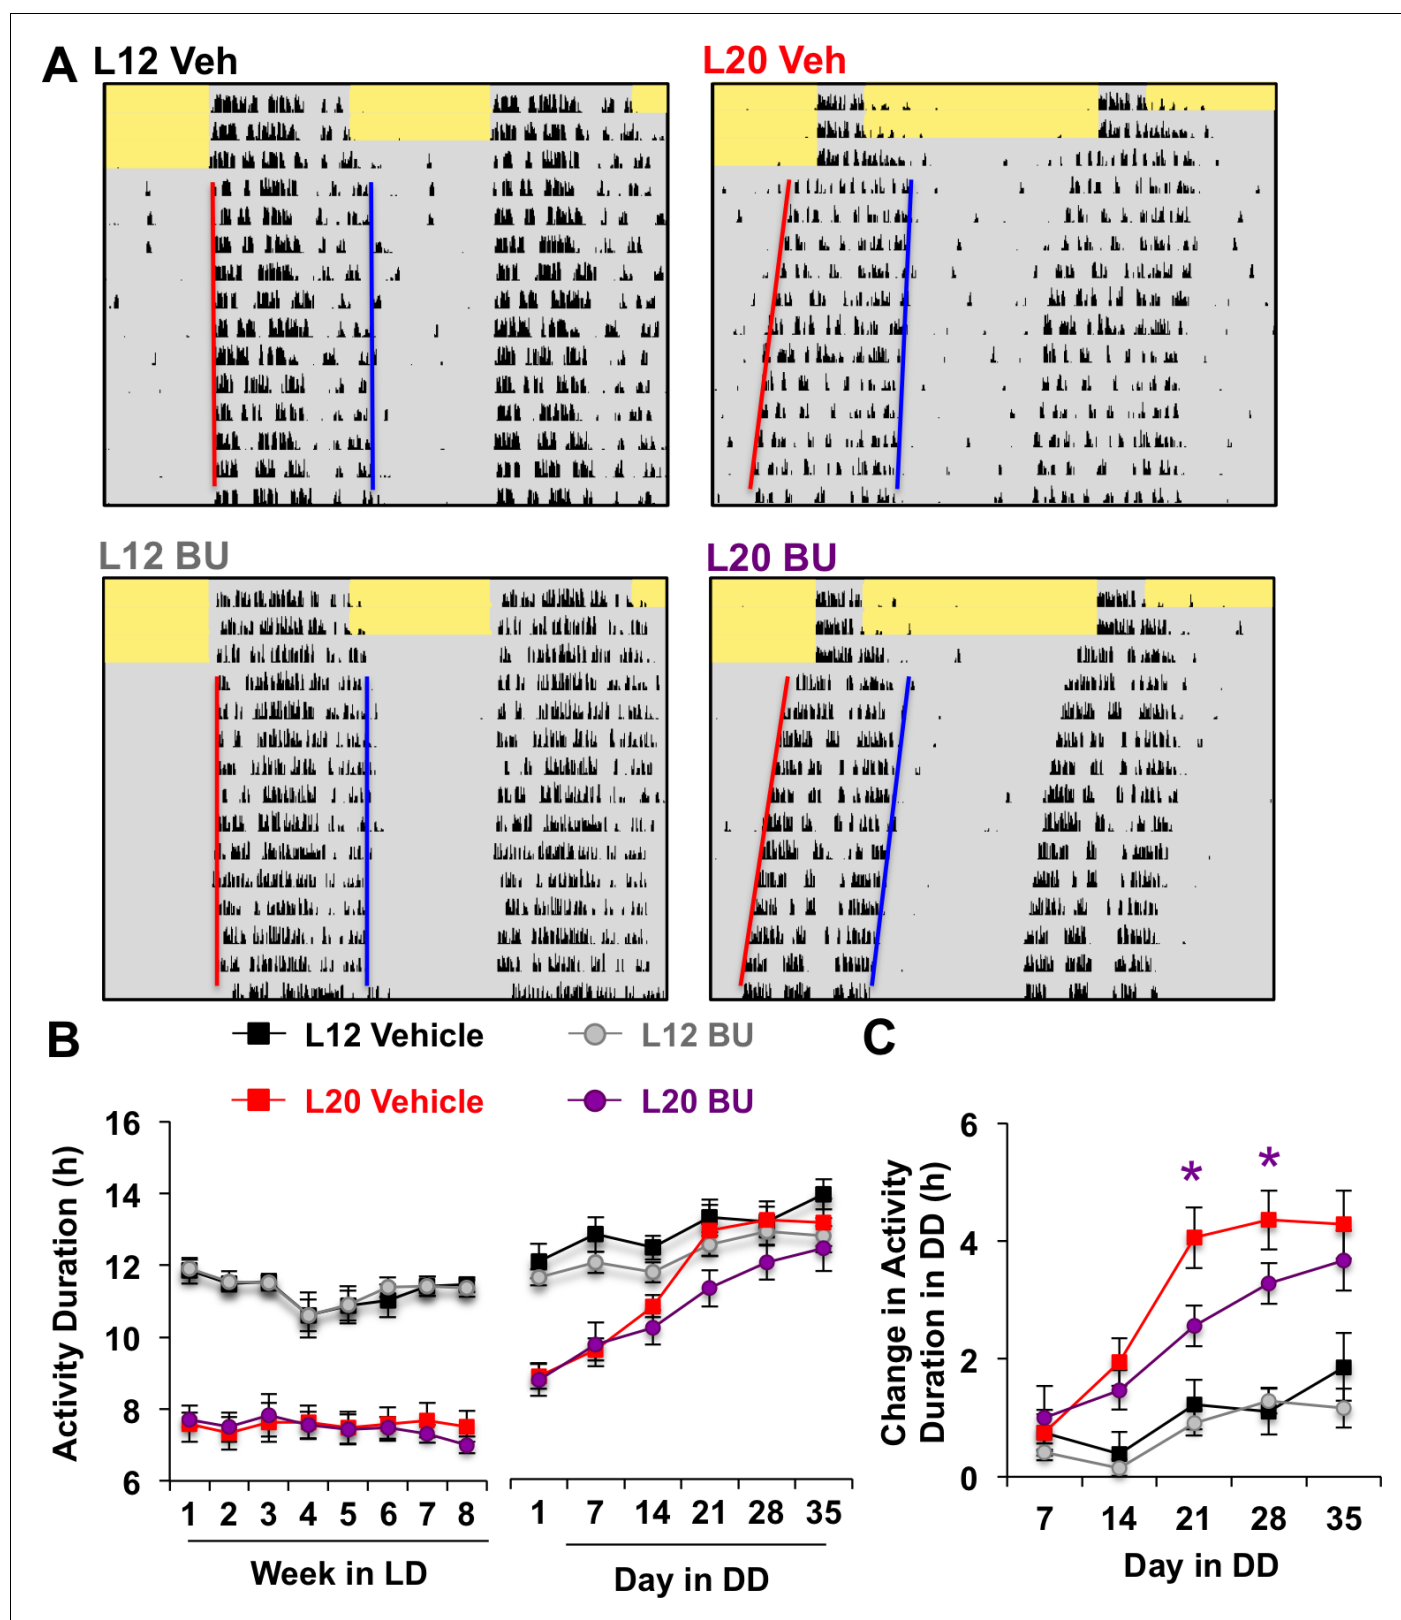 A L12 Veh
L20 Veh
L12 BU
L20 BU
B
L12 Vehicle
L12 BU
L20 Vehicle
L20 BU
C
Activity Duration (h)
16
14
12
10
8
6
1 2 3 4 5 6 7 8
Week in LD
1 7 14 21 28 35
Day in DD
Change in Activity
Duration in DD (h)
6
4
2
0
* *
7 14 21 28 35
Day in DD